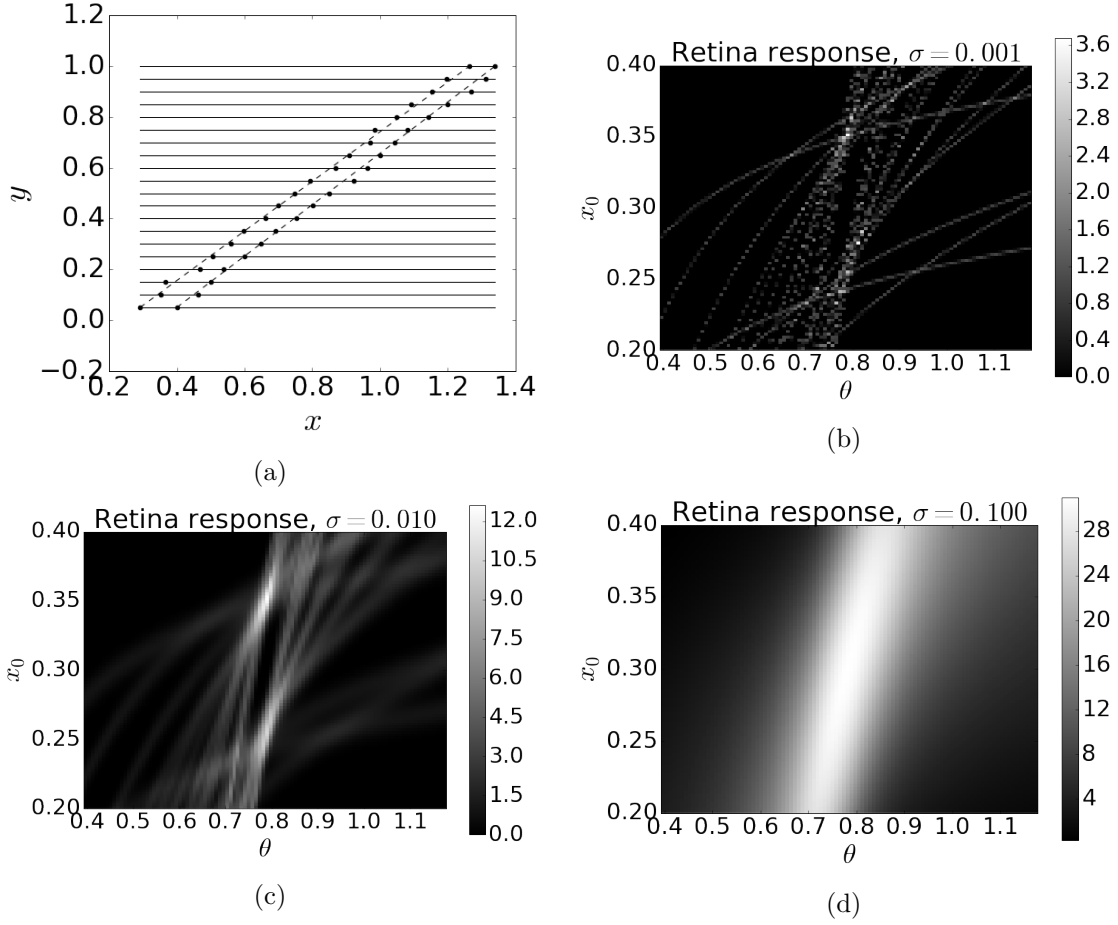 1.2
1.0
0.8
0.6
0.4
0.2
0.0
−0.2
y
0.2 0.4 0.6 0.8 1.0 1.2 1.4
x
(a)
Retina response, σ = 0.001
0.40
0.35
0.30
0.25
0.20
x₀
0.4 0.5 0.6 0.7 0.8 0.9 1.0 1.1
θ
3.6
3.2
2.8
2.4
2.0
1.6
1.2
0.8
0.4
0.0
(b)
Retina response, σ = 0.010
0.40
0.35
0.30
0.25
0.20
x₀
0.4 0.5 0.6 0.7 0.8 0.9 1.0 1.1
θ
12.0
10.5
9.0
7.5
6.0
4.5
3.0
1.5
0.0
(c)
Retina response, σ = 0.100
0.40
0.35
0.30
0.25
0.20
x₀
0.4 0.5 0.6 0.7 0.8 0.9 1.0 1.1
θ
28
24
20
16
12
8
4
(d)